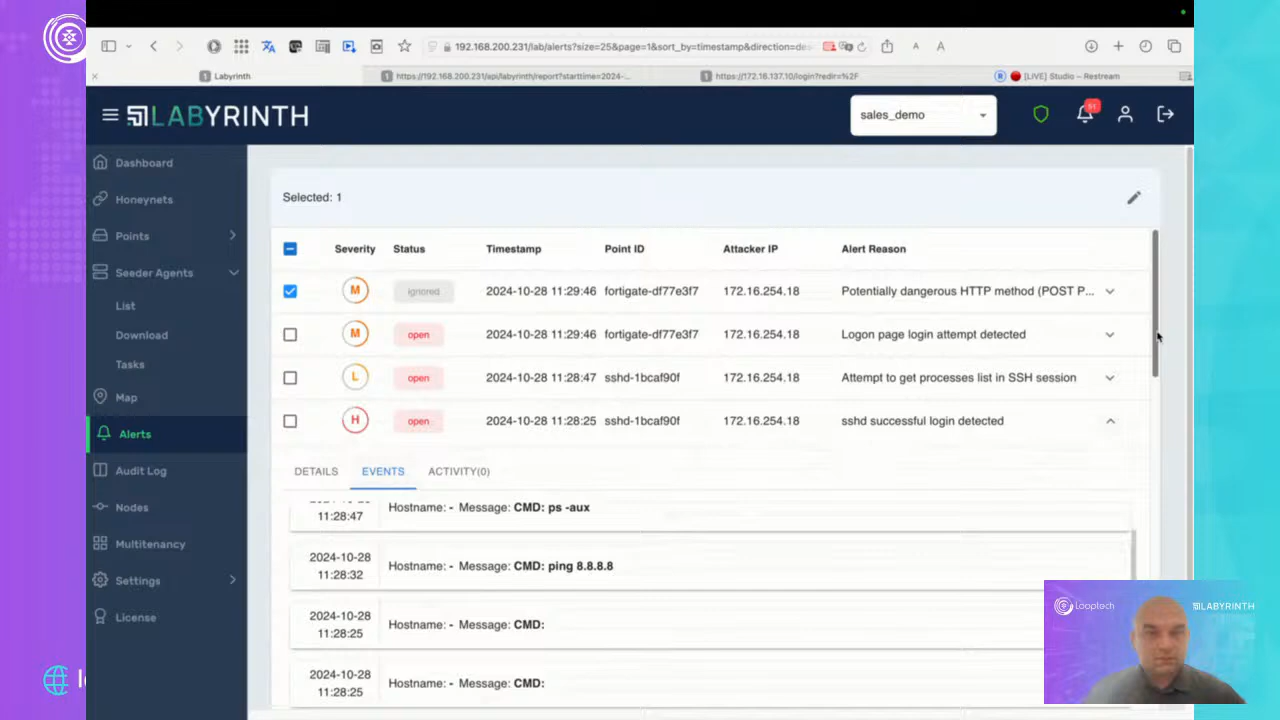 192.168.200.231/lab/alerts?size=25&page=1&sort_by=timestamp&direction=de...
A A
1 Labyrinth
1 https://192.168.200.231/api/labyrinth/report?starttime=2024-...
1 https://172.16.137.10/login?redir=%2F
R [LIVE] Studio – Restream
LABYRINTH
sales_demo
51
Dashboard
Honeynets
Points
Seeder Agents
List
Download
Tasks
Map
Alerts
Audit Log
Nodes
Multitenancy
Settings
License
Selected: 1
Severity Status Timestamp Point ID Attacker IP Alert Reason
M ignored 2024-10-28 11:29:46 fortigate-df77e3f7 172.16.254.18 Potentially dangerous HTTP method (POST P...
M open 2024-10-28 11:29:46 fortigate-df77e3f7 172.16.254.18 Logon page login attempt detected
L open 2024-10-28 11:28:47 sshd-1bcaf90f 172.16.254.18 Attempt to get processes list in SSH session
H open 2024-10-28 11:28:25 sshd-1bcaf90f 172.16.254.18 sshd successful login detected
DETAILS EVENTS ACTIVITY(0)
2024-10-28
11:28:47
Hostname: - Message: CMD: ps -aux
2024-10-28
11:28:32
Hostname: - Message: CMD: ping 8.8.8.8
2024-10-28
11:28:25
Hostname: - Message: CMD:
2024-10-28
11:28:25
Hostname: - Message: CMD:
Looptech LABYRINTH